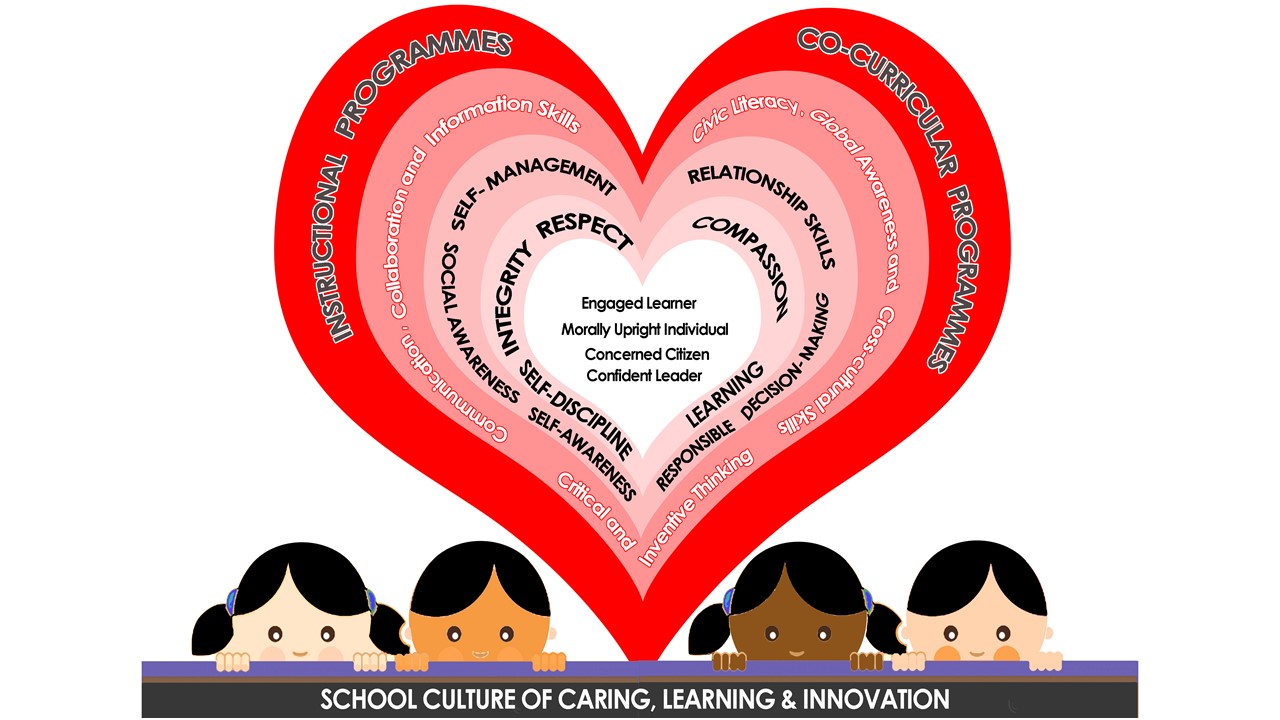 INSTRUCTIONAL PROGRAMMES
CO-CURRICULAR PROGRAMMES
Communication, Collaboration and Information Skills
Civic Literacy, Global Awareness and Cross-cultural Skills
Critical and Inventive Thinking
SELF-AWARENESS
SOCIAL AWARENESS
SELF- MANAGEMENT
RELATIONSHIP SKILLS
RESPONSIBLE DECISION- MAKING
SELF-DISCIPLINE
INTEGRITY
RESPECT
COMPASSION
LEARNING
Engaged Learner
Morally Upright Individual
Concerned Citizen
Confident Leader
SCHOOL CULTURE OF CARING, LEARNING & INNOVATION